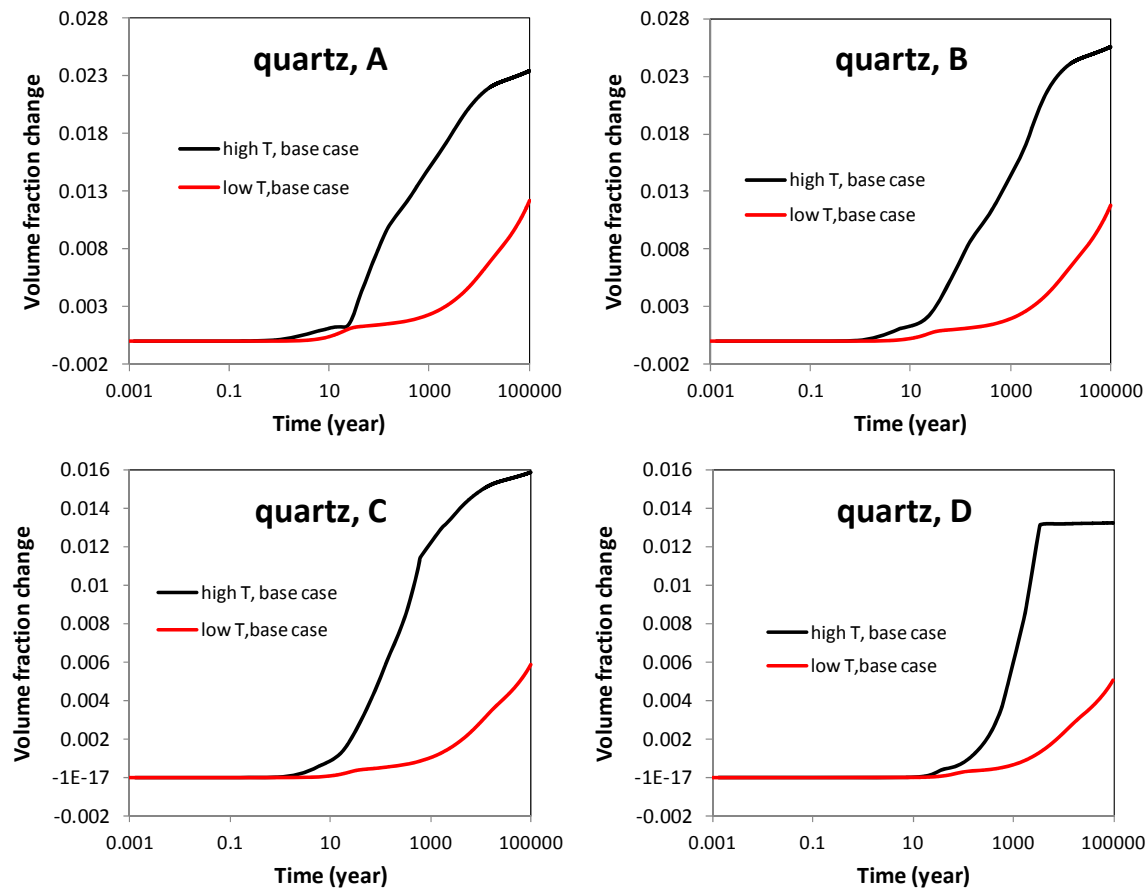 quartz, A
Volume fraction change
0.028
0.023
0.018
0.013
0.008
0.003
-0.002
high T, base case
low T,base case
0.001 0.1 10 1000 100000
Time (year)
quartz, B
Volume fraction change
0.028
0.023
0.018
0.013
0.008
0.003
-0.002
high T, base case
low T,base case
0.001 0.1 10 1000 100000
Time (year)
quartz, C
Volume fraction change
0.016
0.014
0.012
0.01
0.008
0.006
0.004
0.002
-1E-17
-0.002
high T, base case
low T,base case
0.001 0.1 10 1000 100000
Time (year)
quartz, D
Volume fraction change
0.016
0.014
0.012
0.01
0.008
0.006
0.004
0.002
-1E-17
-0.002
high T, base case
low T,base case
0.001 0.1 10 1000 100000
Time (year)